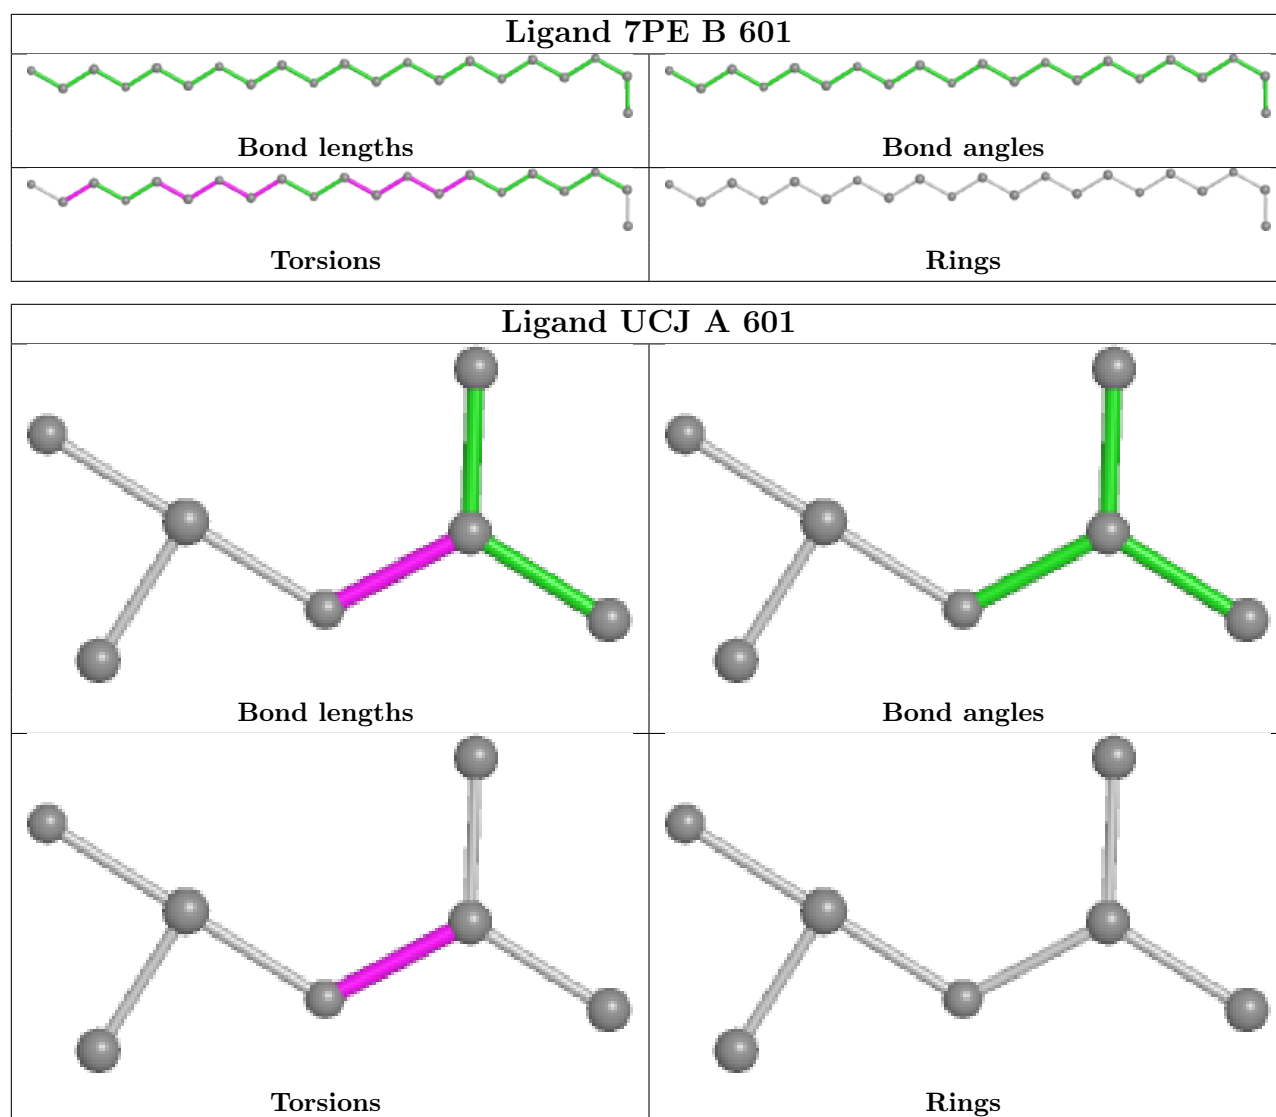 Ligand 7PE B 601
Bond lengths
Bond angles
Torsions
Rings
Ligand UCJ A 601
Bond lengths
Bond angles
Torsions
Rings